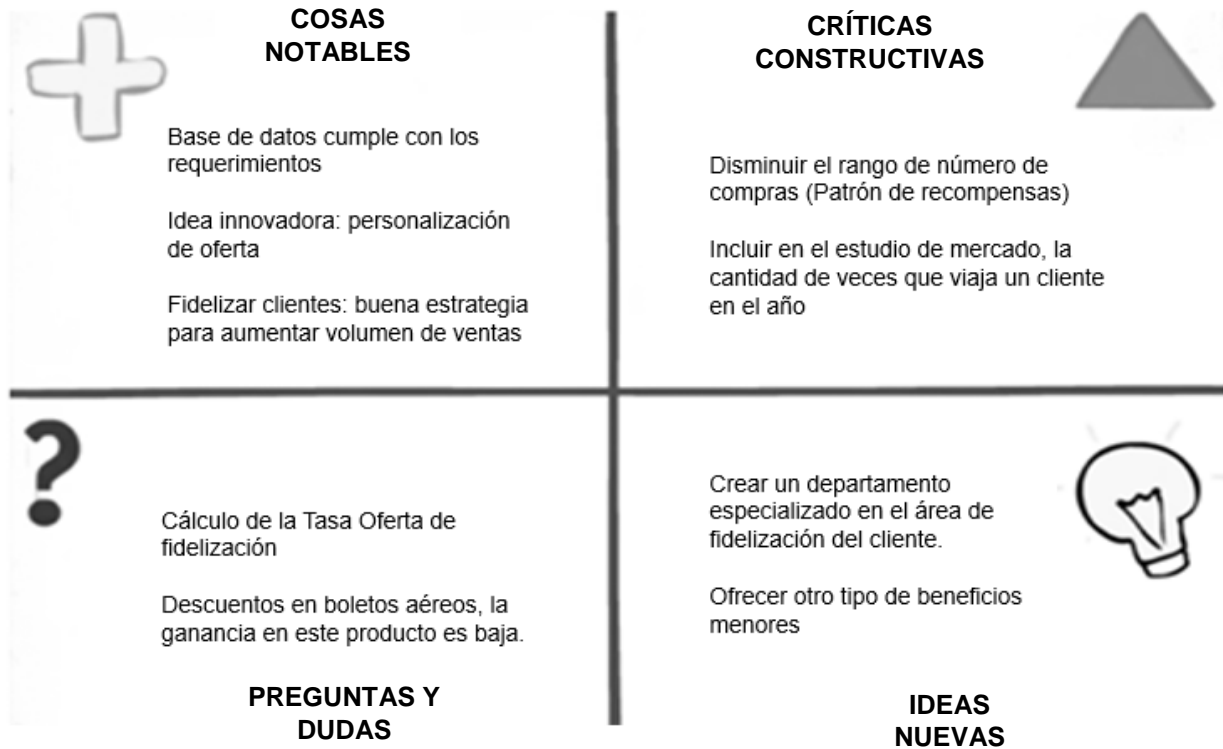 COSAS
NOTABLES
Base de datos cumple con los
requerimientos
Idea innovadora: personalización
de oferta
Fidelizar clientes: buena estrategia
para aumentar volumen de ventas
CRÍTICAS
CONSTRUCTIVAS
Disminuir el rango de número de
compras (Patrón de recompensas)
Incluir en el estudio de mercado, la
cantidad de veces que viaja un cliente
en el año
?
Cálculo de la Tasa Oferta de
fidelización
Descuentos en boletos aéreos, la
ganancia en este producto es baja.
PREGUNTAS Y
DUDAS
Crear un departamento
especializado en el área de
fidelización del cliente.
Ofrecer otro tipo de beneficios
menores
IDEAS
NUEVAS